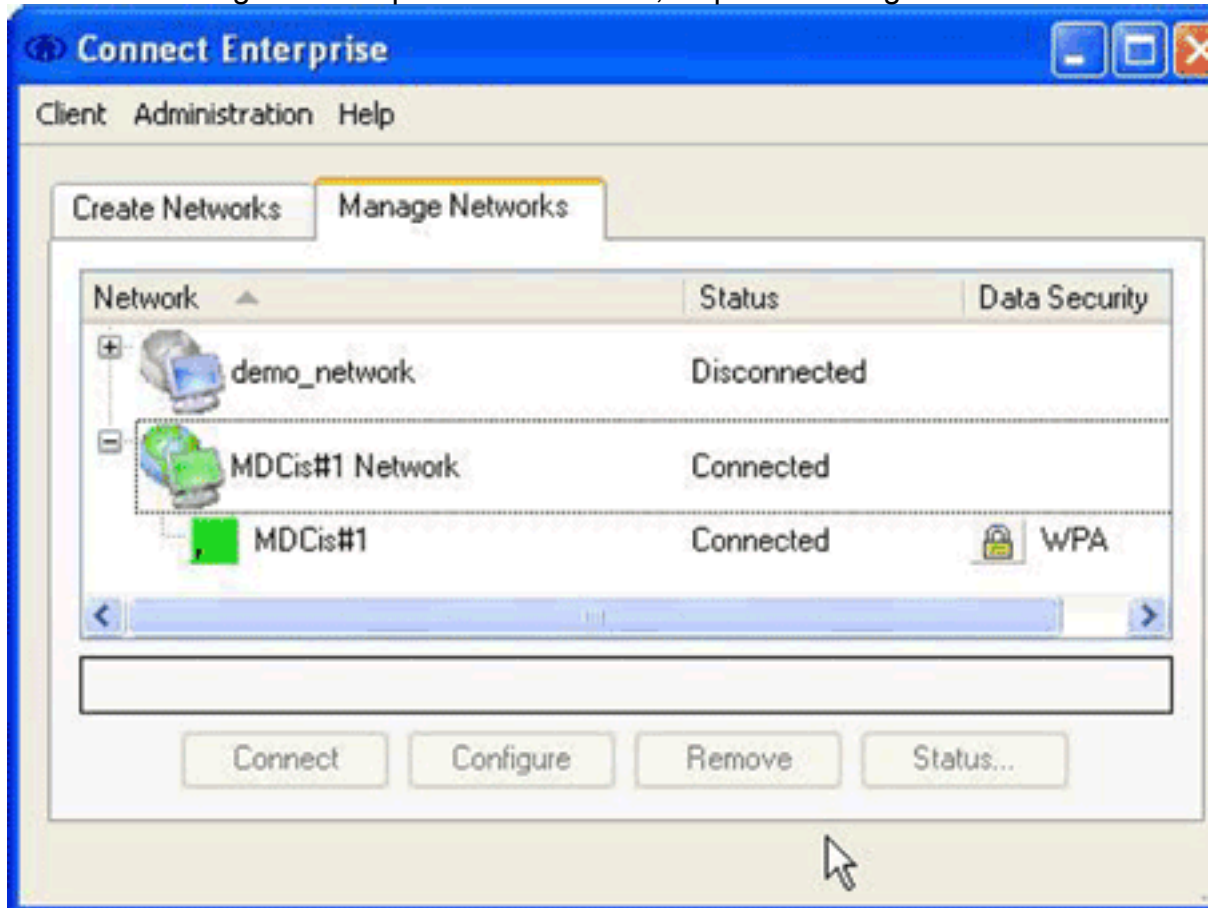 Connect Enterprise
Client Administration Help
Create Networks Manage Networks
Network Status Data Security
demo_network Disconnected
MDCis#1 Network Connected
MDCis#1 Connected WPA
Connect Configure Remove Status...